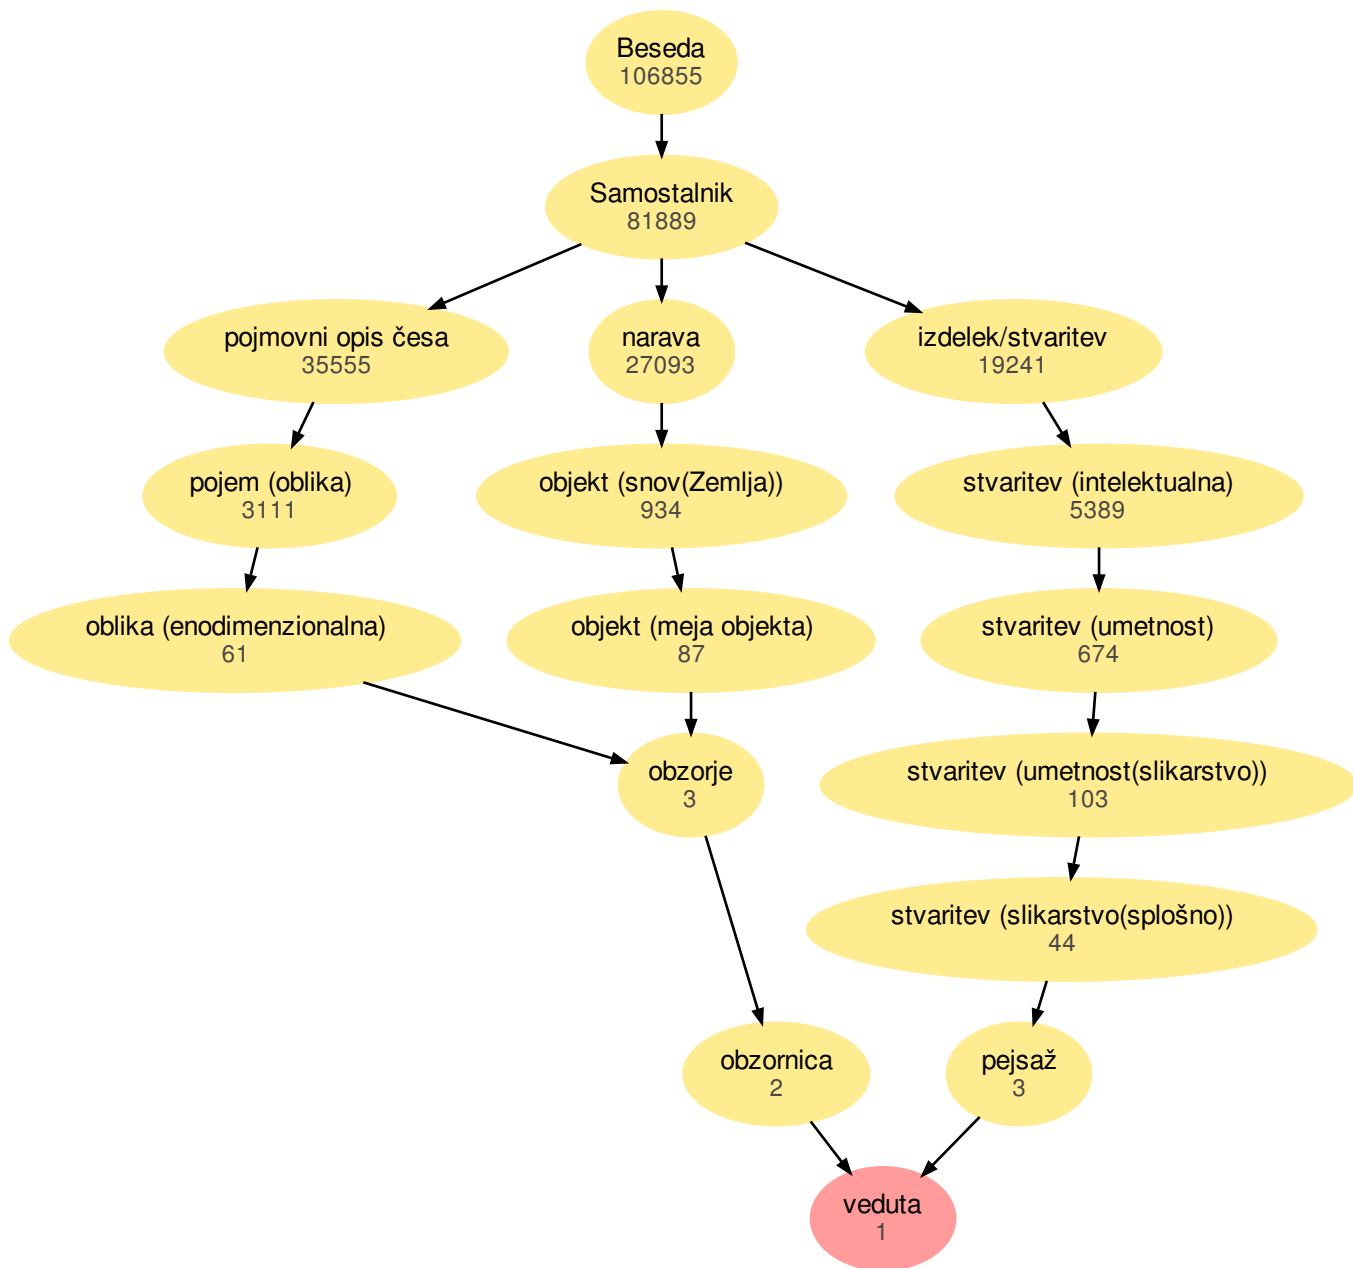 Beseda
106855
Samostalnik
81889
pojmovni opis česa
35555
narava
27093
izdelek/stvaritev
19241
pojem (oblika)
3111
objekt (snov(Zemlja))
934
stvaritev (intelektualna)
5389
oblika (enodimenzionalna)
61
objekt (meja objekta)
87
stvaritev (umetnost)
674
obzorje
3
stvaritev (umetnost(slikarstvo))
103
stvaritev (slikarstvo(splošno))
44
obzornica
2
pejsaž
3
veduta
1